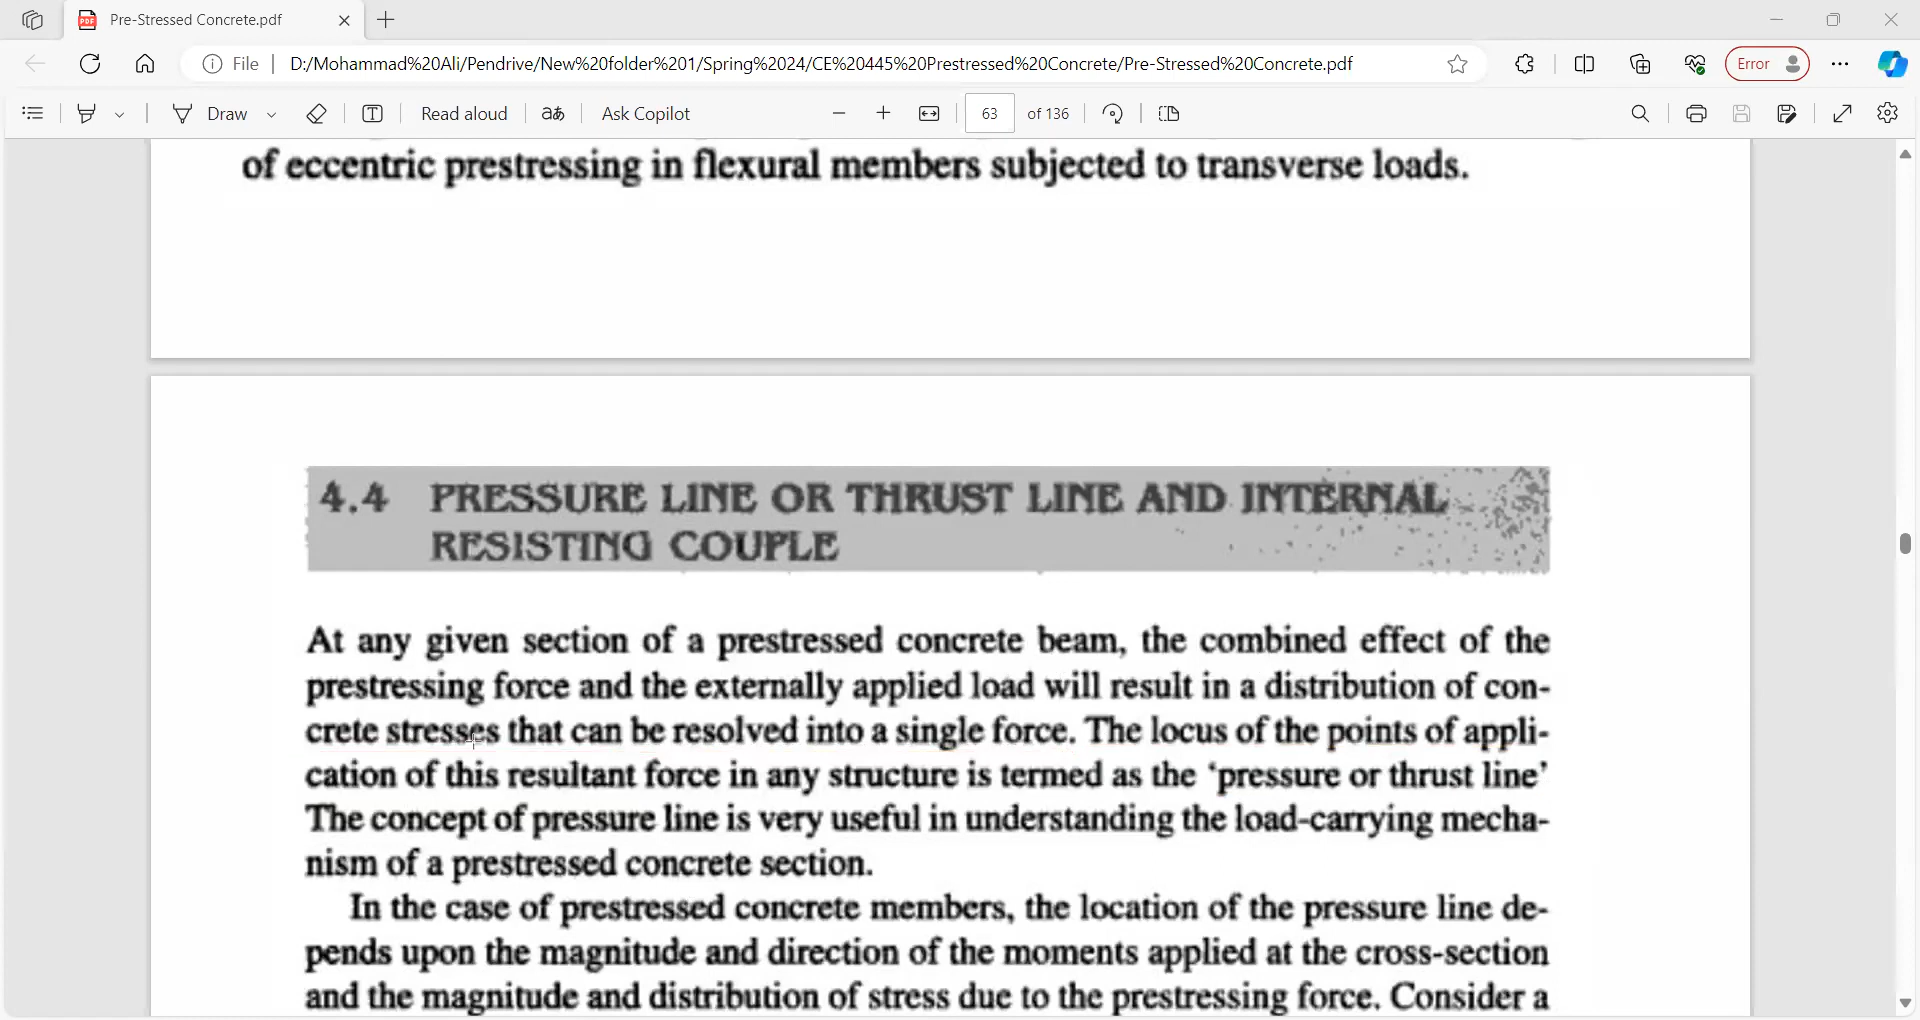 Pre-Stressed Concrete.pdf
File
D:/Mohammad%20Ali/Pendrive/New%20folder%201/Spring%2024/CE%20445%20Prestressed%20Concrete/Pre-Stressed%20Concrete.pdf
Error
Draw
Read aloud
aあ
Ask Copilot
63
of 136
of eccentric prestressing in flexural members subjected to transverse loads.
4.4 PRESSURE LINE OR THRUST LINE AND INTERNAL
RESISTING COUPLE
At any given section of a prestressed concrete beam, the combined effect of the
prestressing force and the externally applied load will result in a distribution of con-
crete stresses that can be resolved into a single force. The locus of the points of appli-
cation of this resultant force in any structure is termed as the ‘pressure or thrust line’
The concept of pressure line is very useful in understanding the load-carrying mecha-
nism of a prestressed concrete section.
In the case of prestressed concrete members, the location of the pressure line de-
pends upon the magnitude and direction of the moments applied at the cross-section
and the magnitude and distribution of stress due to the prestressing force. Consider a